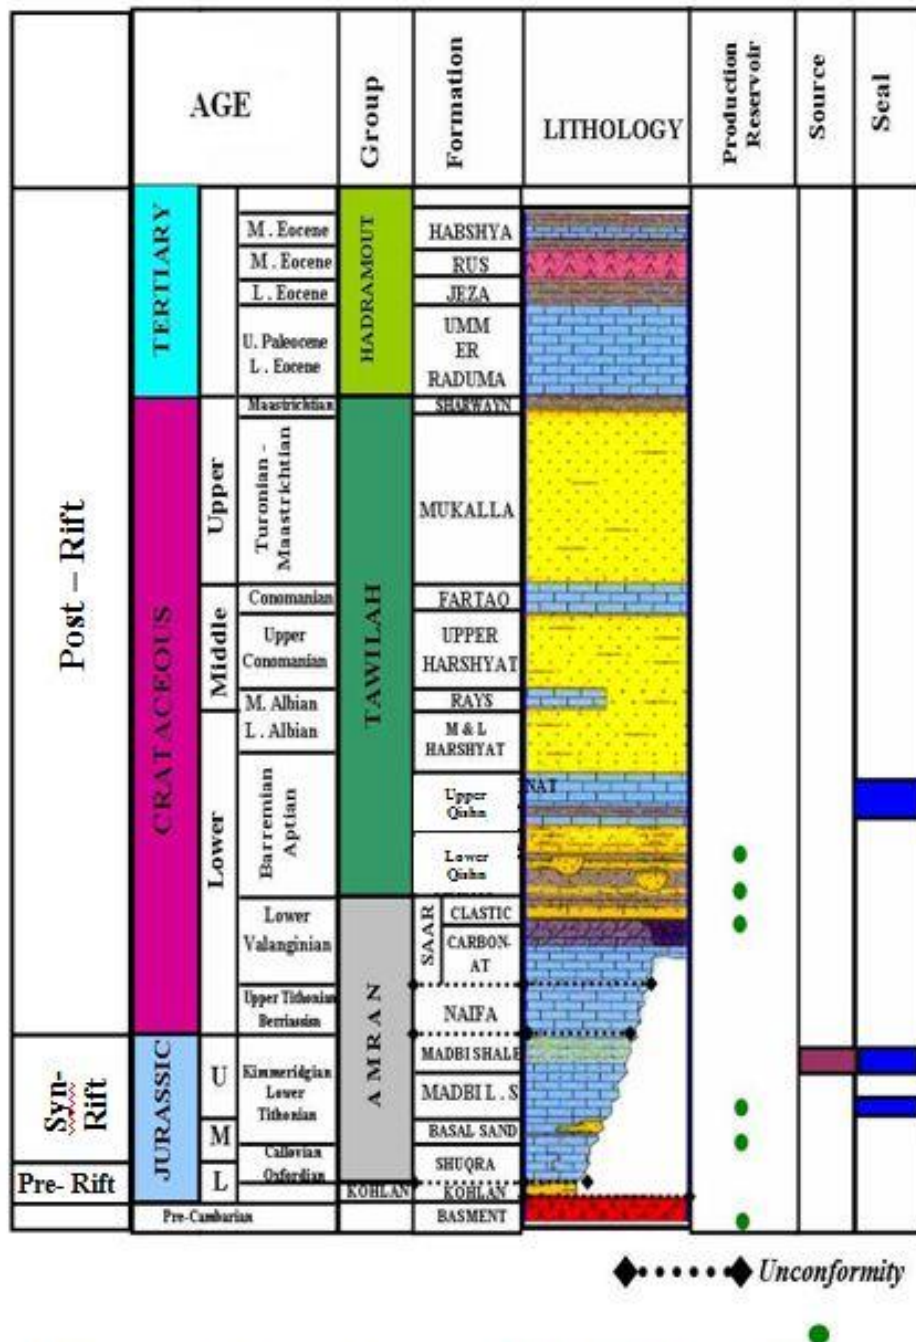 AGE
Group
Formation
LITHOLOGY
Production
Reservoir
Source
Seal
Post – Rift
Syn-
Rift
Pre- Rift
TERTIARY
CRATACEOUS
JURASSIC
Upper
Middle
Lower
U
M
L
M . Eocene
M . Eocene
L . Eocene
U. Paleocene
L . Eocene
Maastrichtian
Turonian -
Maastrichtian
Conomanian
Upper
Conomanian
M. Albian
L . Albian
Barremian
Aptian
Lower
Valanginian
Upper Tithonian
Berriassian
Kimmeridgian
Lower
Tithonian
Callovian
Oxfordian
Pre-Cambarian
HADRAMOUT
TAWILAH
AMRAN
KOHLAN
HABSHYA
RUS
JEZA
UMM
ER
RADUMA
SHARWAYN
MUKALLA
FARTAQ
UPPER
HARSHYAT
RAYS
M & L
HARSHYAT
Upper
Qishn
Lower
Qishn
SAAR
CLASTIC
CARBON-
AT
NAIFA
MADBI SHALE
MADBI L . S
BASAL SAND
SHUQRA
KOHLAN
BASMENT
NAT
Unconformity